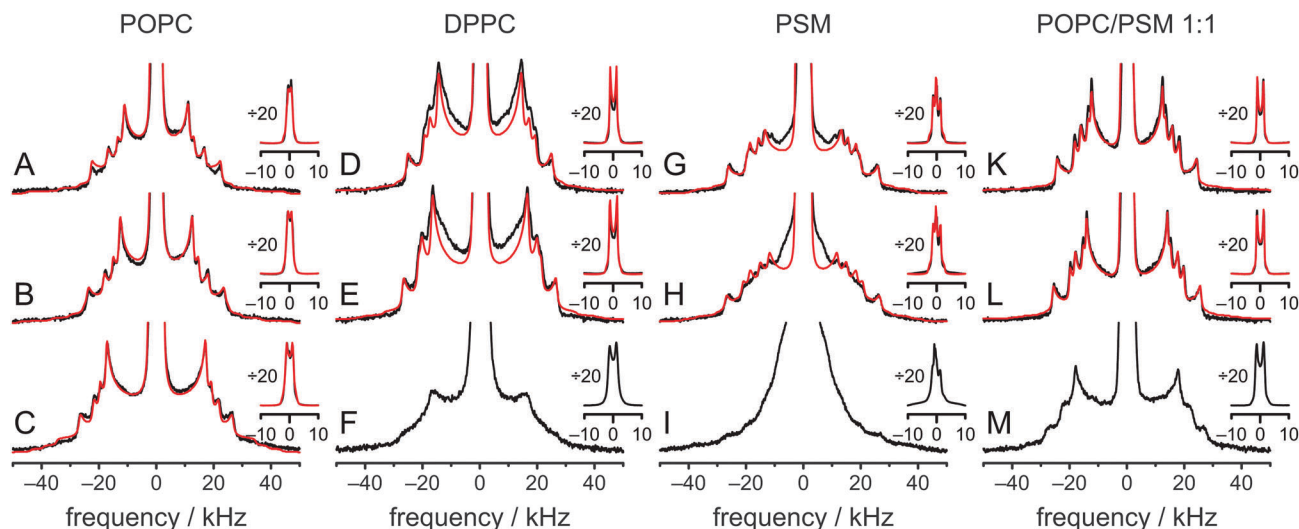 POPC DPPC PSM POPC/PSM 1:1
÷20 ÷20 ÷20 ÷20
A D G K
–10 0 10 –10 0 10 –10 0 10 –10 0 10
÷20 ÷20 ÷20 ÷20
B E H L
–10 0 10 –10 0 10 –10 0 10 –10 0 10
÷20 ÷20 ÷20 ÷20
C F I M
–10 0 10 –10 0 10 –10 0 10 –10 0 10
–40 –20 0 20 40 –40 –20 0 20 40 –40 –20 0 20 40 –40 –20 0 20 40
frequency / kHz frequency / kHz frequency / kHz frequency / kHz